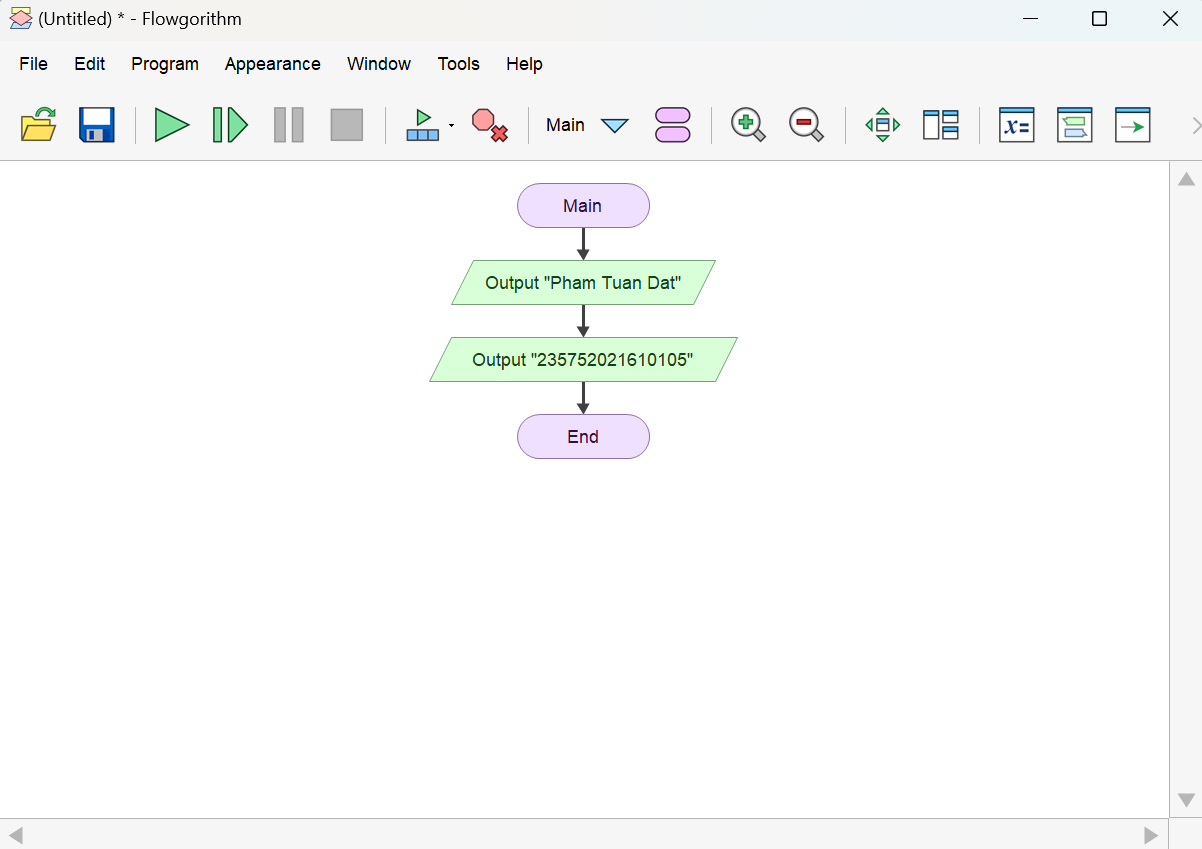 (Untitled) * - Flowgorithm
File Edit Program Appearance Window Tools Help
Main x=
Main
Output "Pham Tuan Dat"
Output "235752021610105"
End